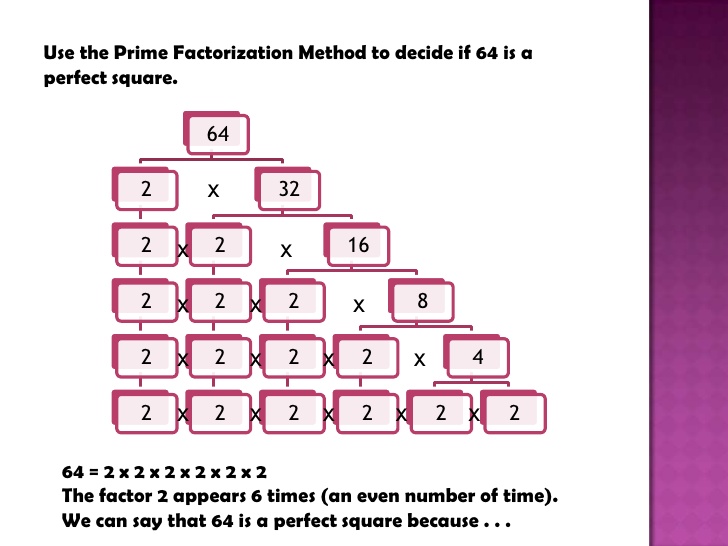 Use the Prime Factorization Method to decide if 64 is a
perfect square.
64
2 x 32
2 x 2 x 16
2 x 2 x 2 x 8
2 x 2 x 2 x 2 x 4
2 x 2 x 2 x 2 x 2 x 2
64 = 2 x 2 x 2 x 2 x 2 x 2
The factor 2 appears 6 times (an even number of time).
We can say that 64 is a perfect square because . . .